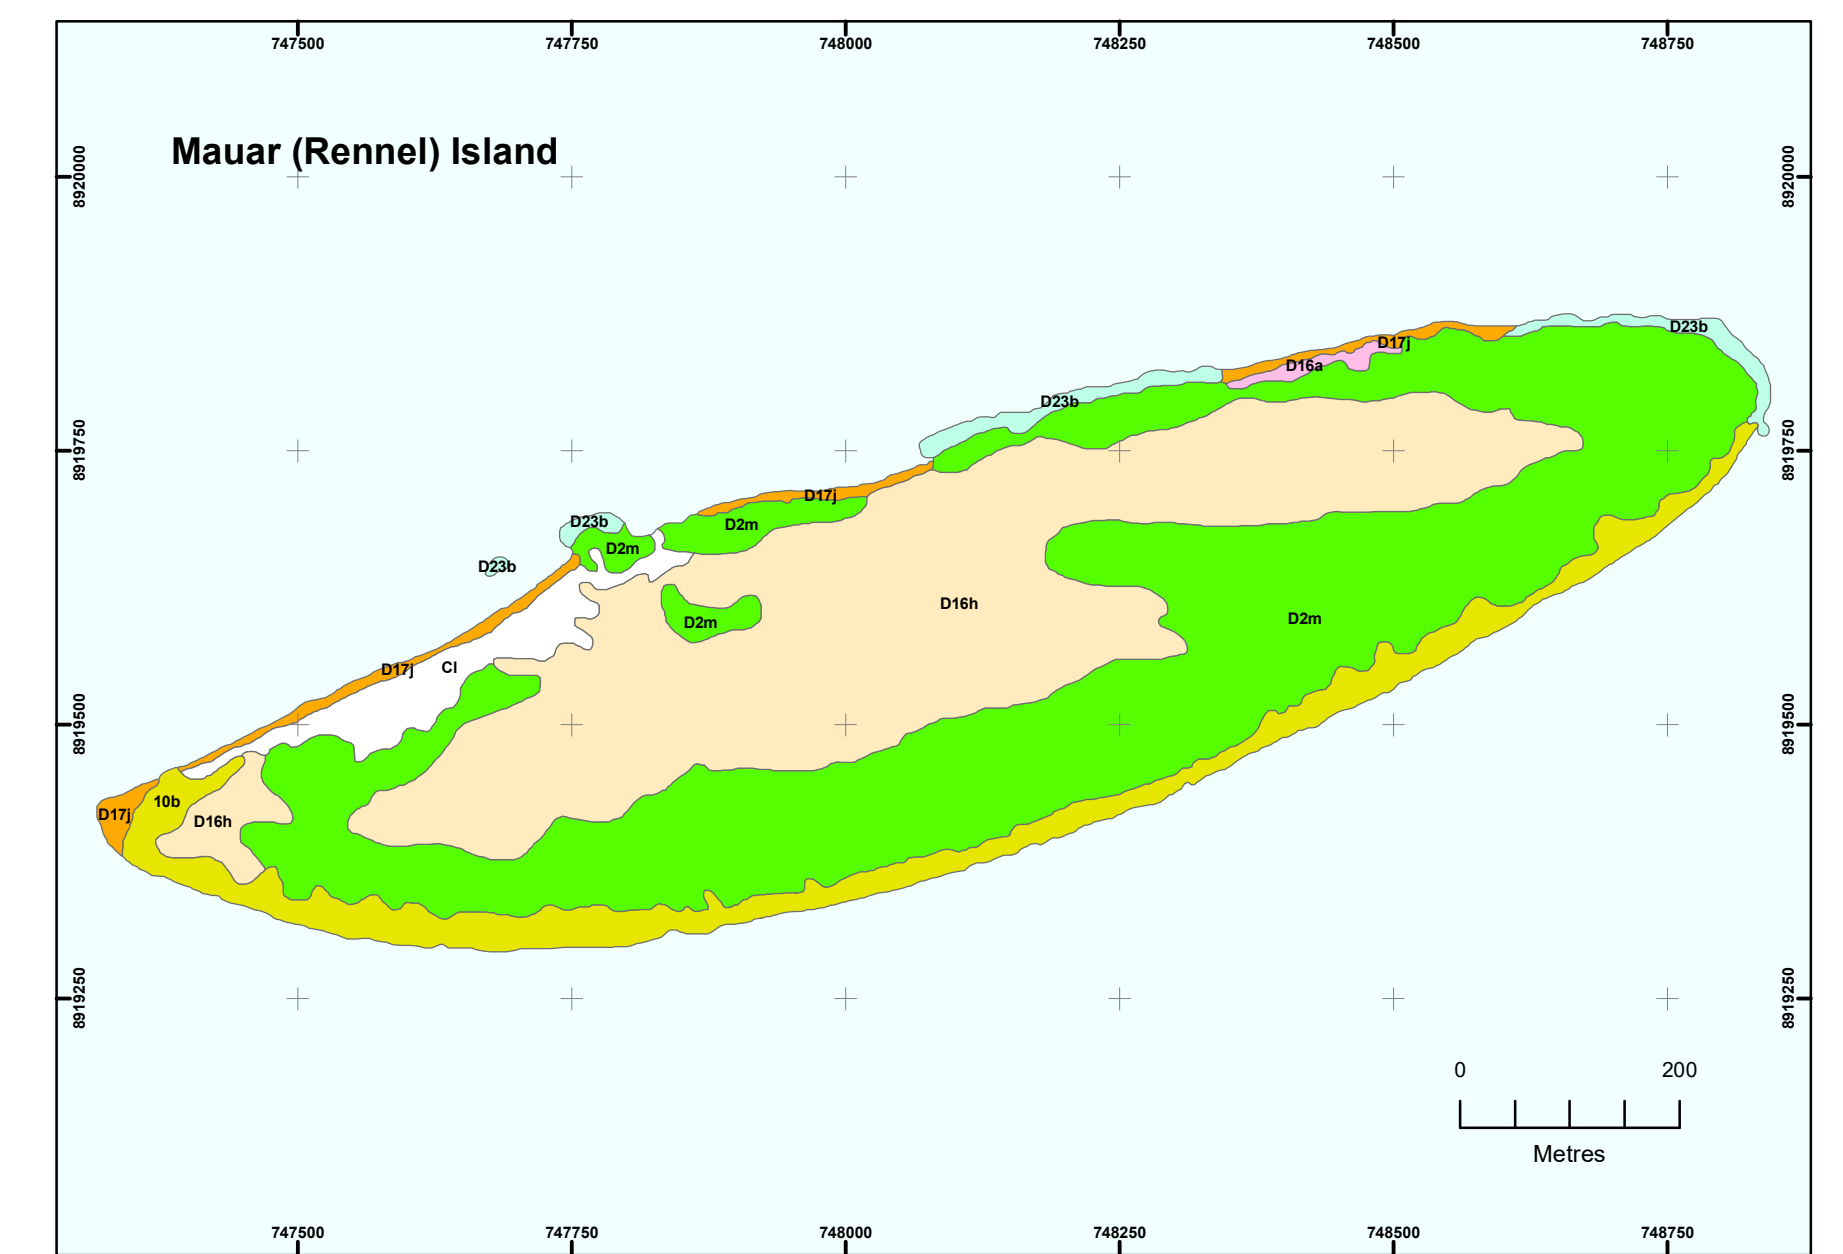 747500 747750 748000 748250 748500 748750
Mauar (Rennel) Island
8920000 8920000
D23b
D17j
D16a
D23b
8919750 8919750
D17j
D23b D2m
D2m
D23b
D16h
D2m D2m
D17j Cl
8919500 8919500
10b
D17j D16h
8919250 8919250
0 200
Metres
747500 747750 748000 748250 748500 748750